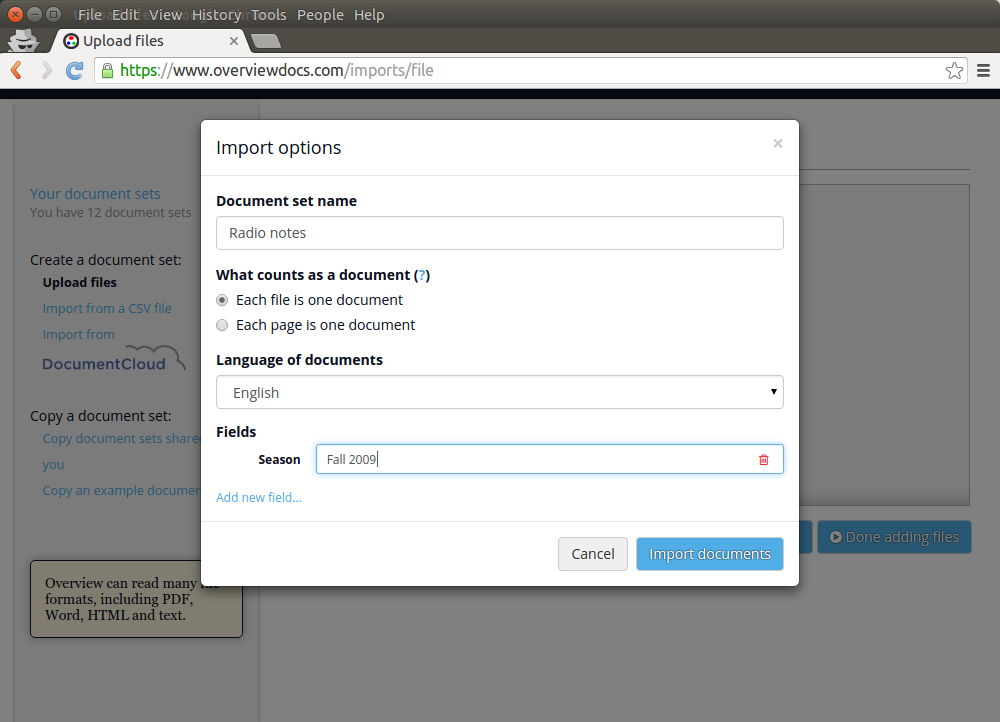 File Edit View History Tools People Help
Upload files
https://www.overviewdocs.com/imports/file
Import options
×
Your document sets
You have 12 document sets
Create a document set:
Upload files
Import from a CSV file
Import from
DocumentCloud
Copy a document set:
Copy document sets share
you
Copy an example documen
Overview can read many
formats, including PDF,
Word, HTML and text.
Document set name
Radio notes
What counts as a document (?)
Each file is one document
Each page is one document
Language of documents
English
Fields
Season
Fall 2009
Add new field...
Cancel
Import documents
Done adding files